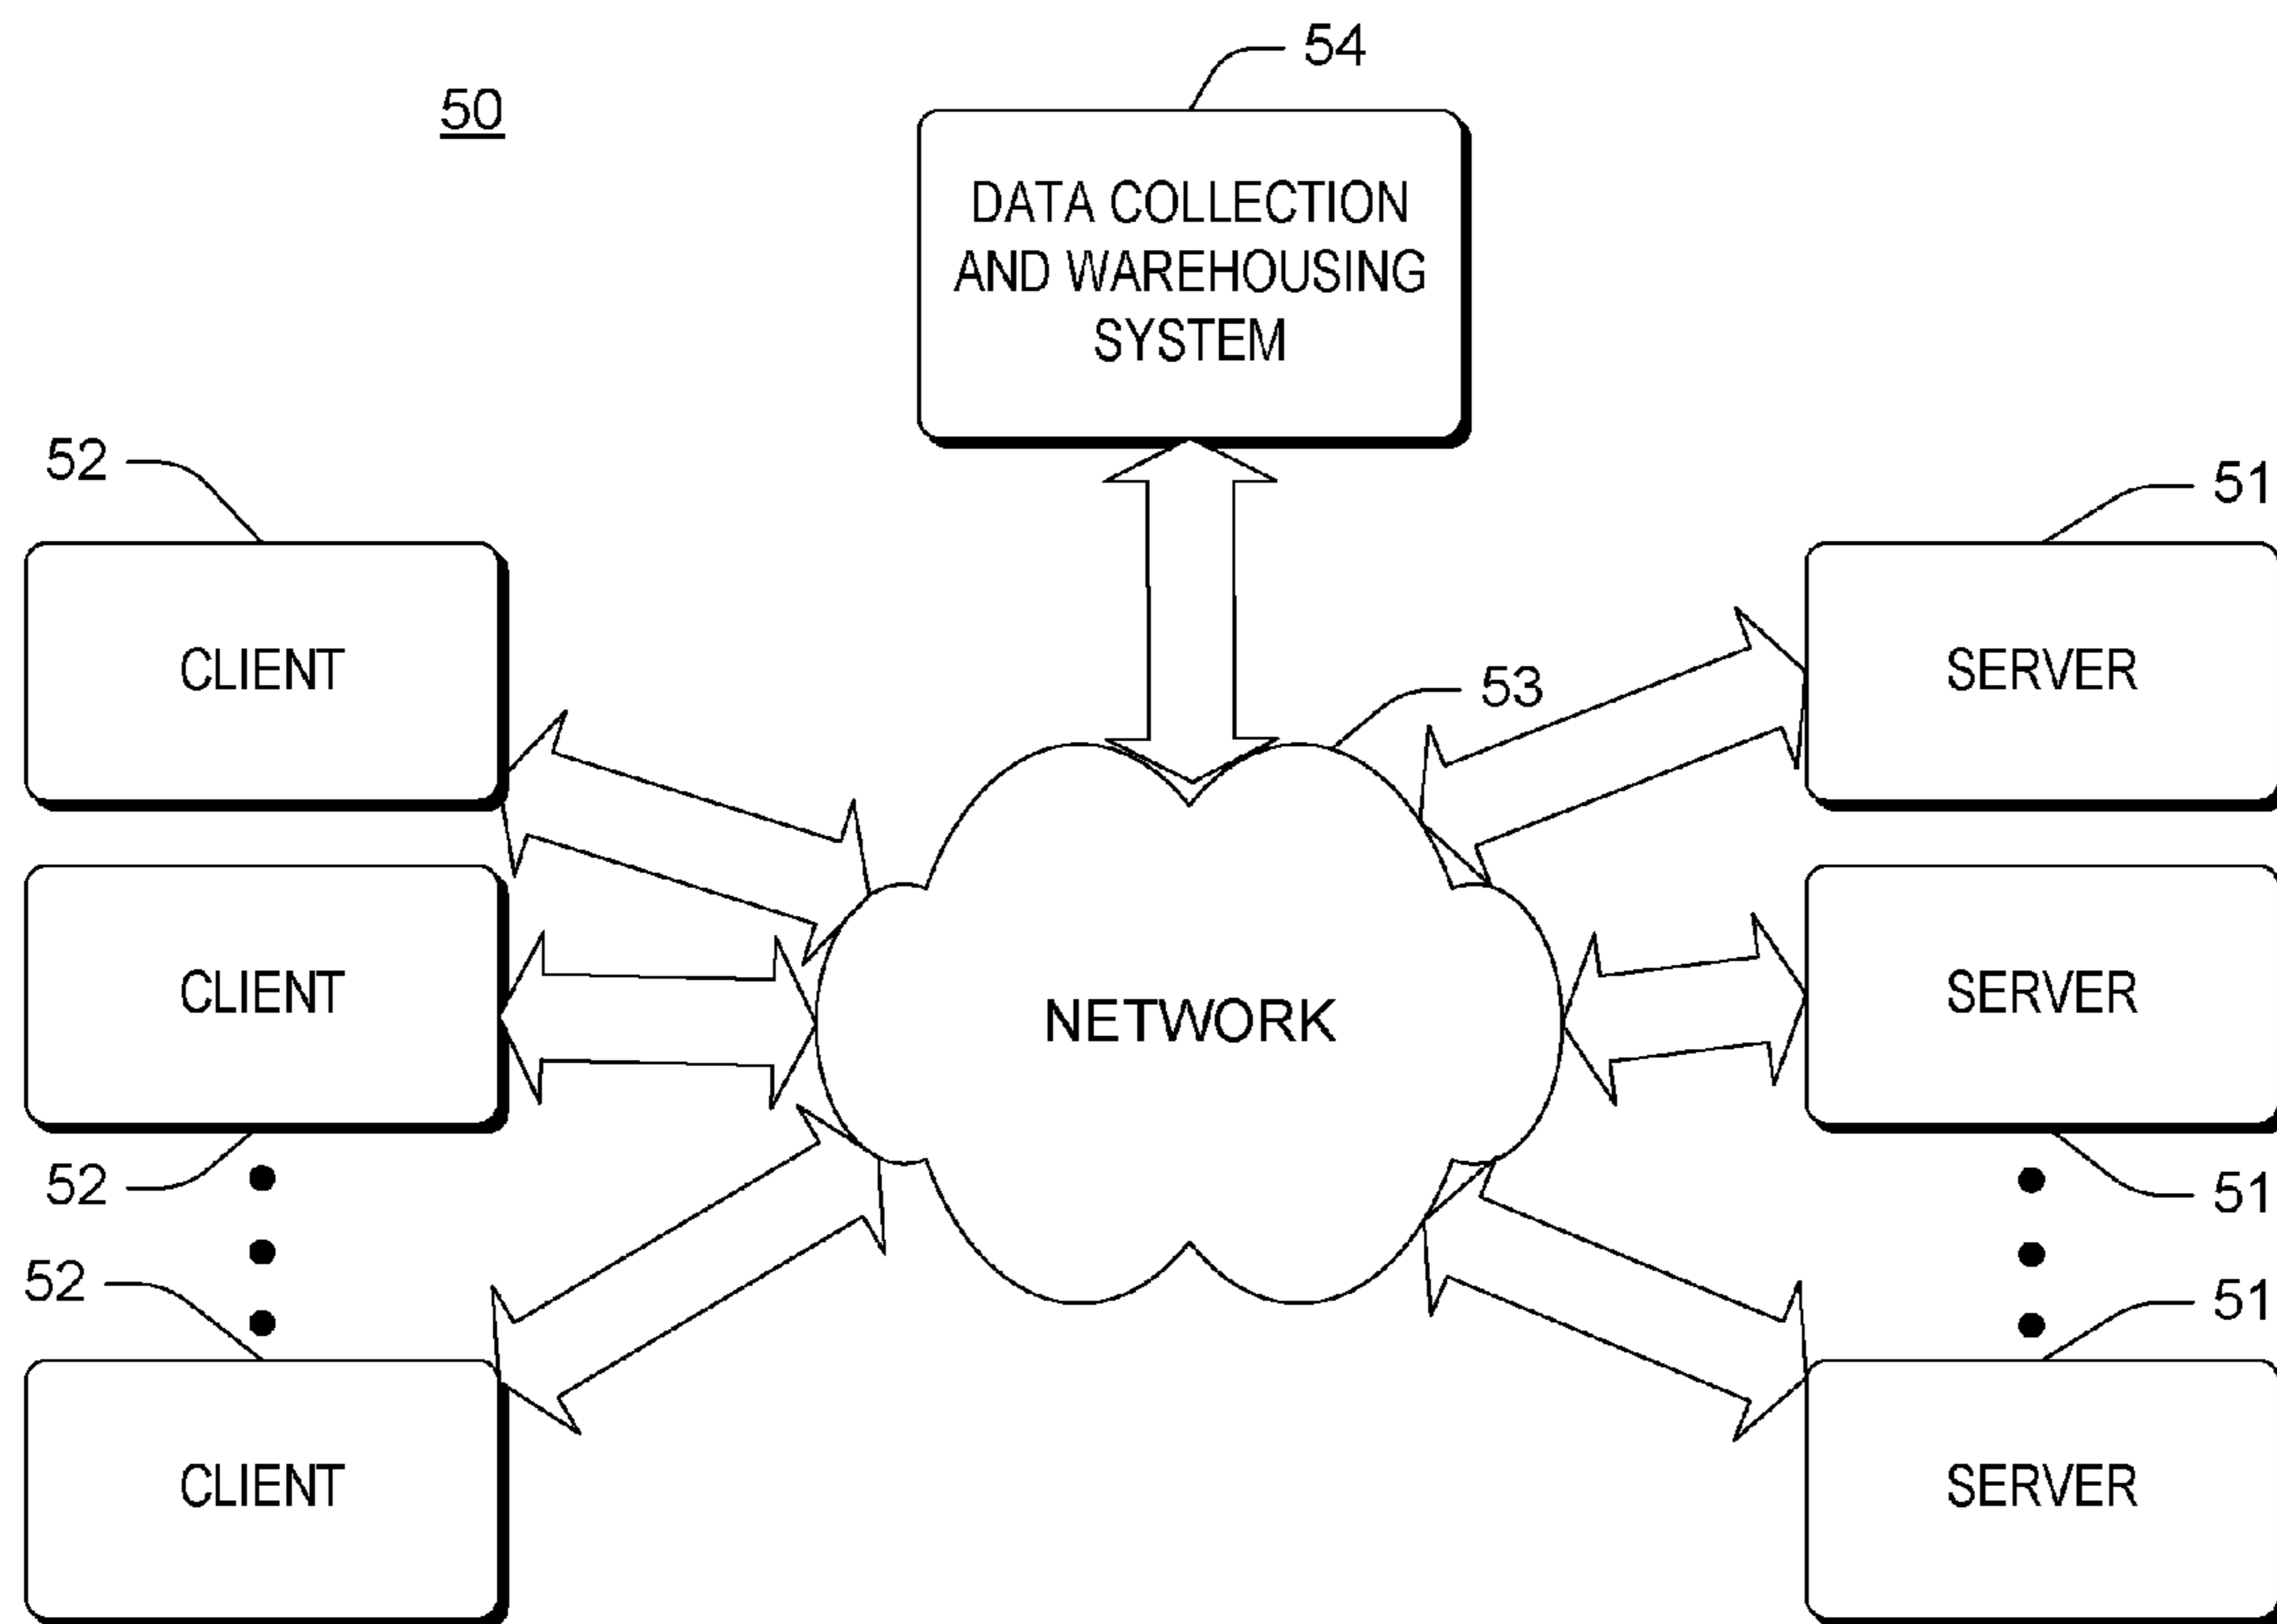 54
50
DATA COLLECTION
AND WAREHOUSING
SYSTEM
52
51
CLIENT
SERVER
53
CLIENT
SERVER
NETWORK
52
51
52
51
CLIENT
SERVER